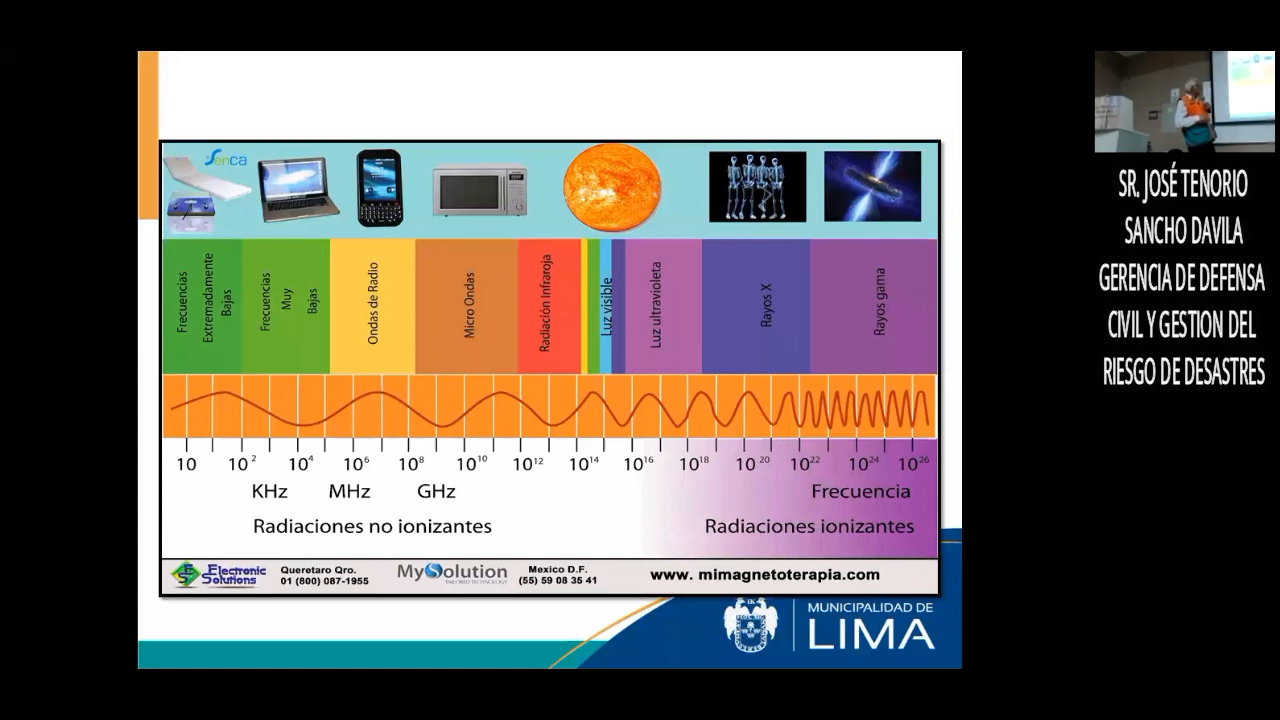 Senca
Frecuencias
Extremadamente
Bajas
Frecuencias
Muy
Bajas
Ondas de Radio
Micro Ondas
Radiación Infraroja
Luz visible
Luz ultravioleta
Rayos X
Rayos gama
10 10² 10⁴ 10⁶ 10⁸ 10¹⁰ 10¹² 10¹⁴ 10¹⁶ 10¹⁸ 10²⁰ 10²² 10²⁴ 10²⁶
KHz MHz GHz Frecuencia
Radiaciones no ionizantes Radiaciones ionizantes
Electronic
Solutions
Queretaro Qro.
01 (800) 087-1955
MySolution
TAILORED TECHNOLOGY
Mexico D.F.
(55) 59 08 35 41
www. mimagnetoterapia.com
MUNICIPALIDAD DE
LIMA
SR. JOSÉ TENORIO
SANCHO DAVILA
GERENCIA DE DEFENSA
CIVIL Y GESTION DEL
RIESGO DE DESASTRES